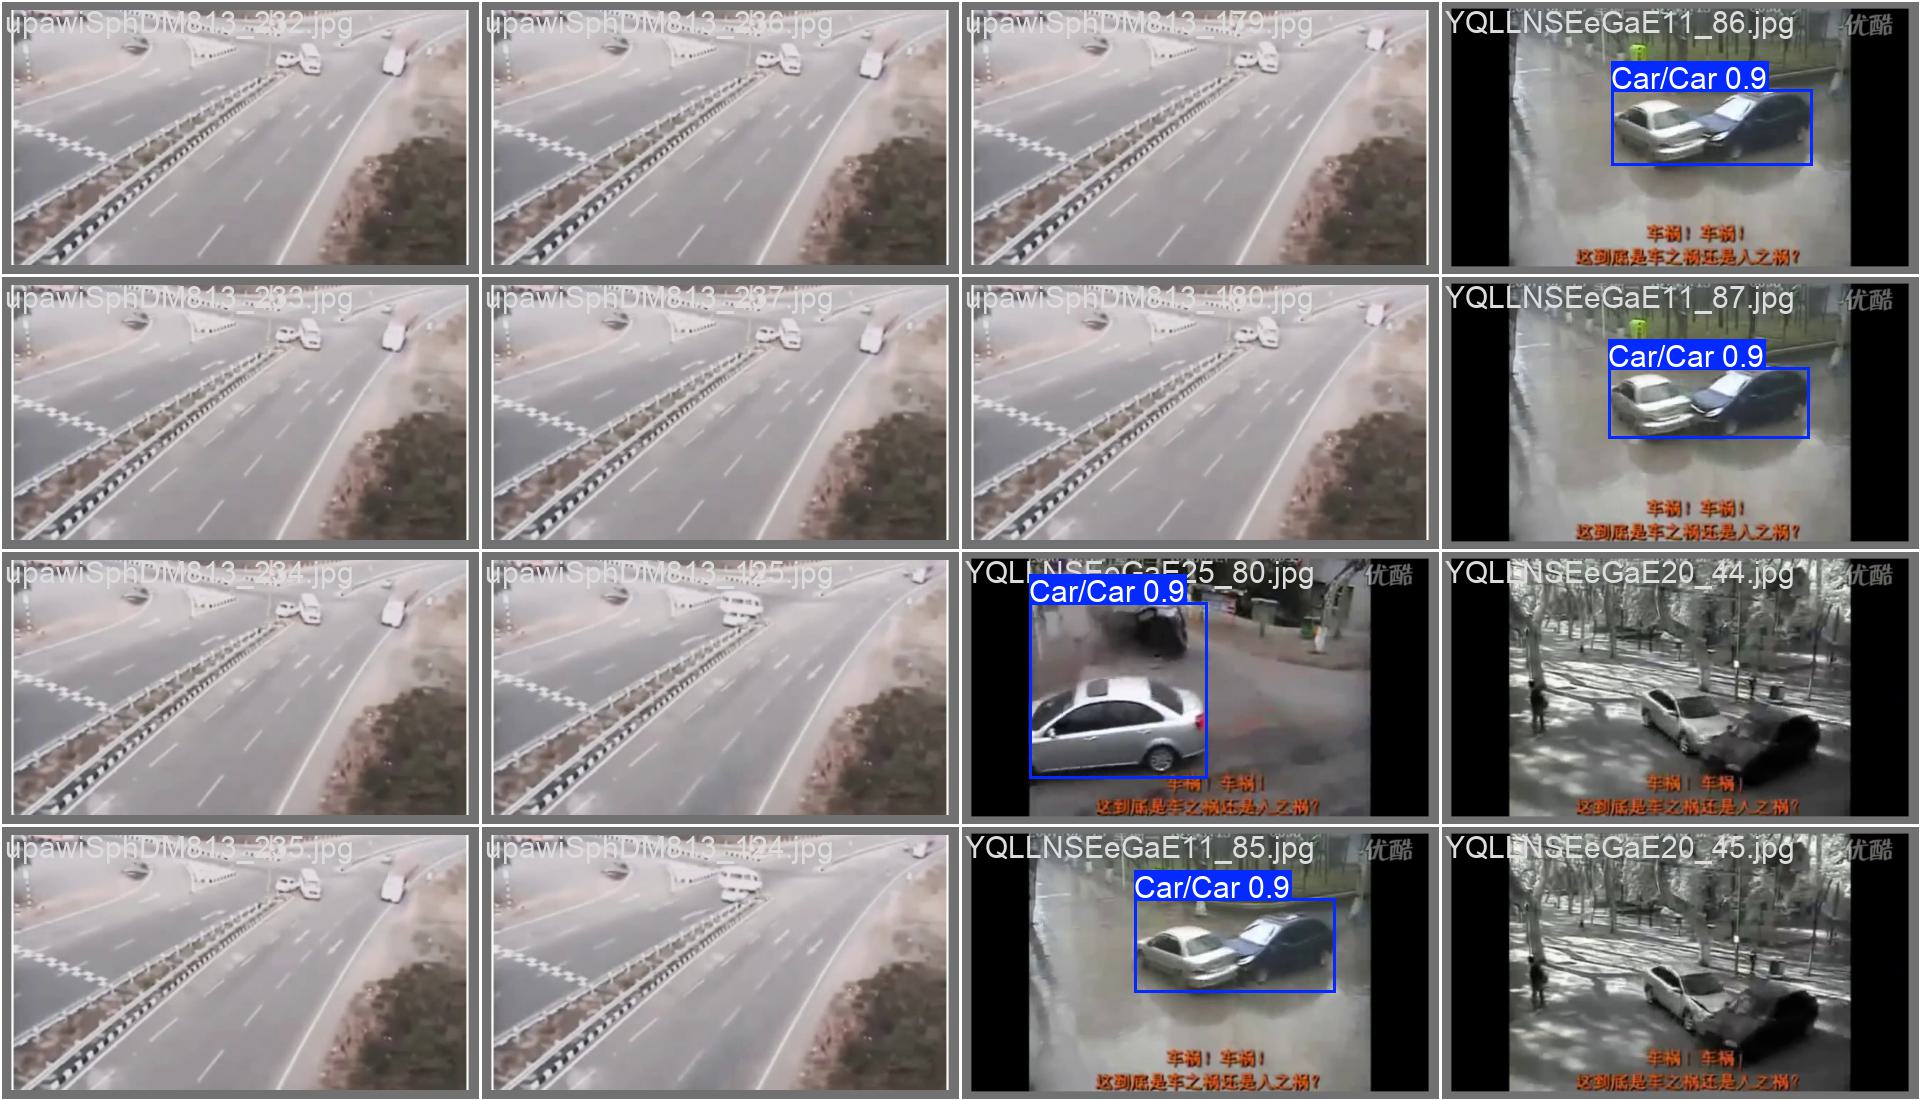 upawiSphDM813_232.jpg
upawiSphDM813_236.jpg
upawiSphDM813_179.jpg
YQLLNSEeGaE11_86.jpg
优酷
Car/Car 0.9
车祸！车祸！
这到底是车之祸还是人之祸？
upawiSphDM813_233.jpg
upawiSphDM813_237.jpg
upawiSphDM813_180.jpg
YQLLNSEeGaE11_87.jpg
优酷
Car/Car 0.9
车祸！车祸！
这到底是车之祸还是人之祸？
upawiSphDM813_234.jpg
upawiSphDM813_125.jpg
YQLLNSEeGaE25_80.jpg
优酷
Car/Car 0.9
车祸！车祸！
这到底是车之祸还是人之祸？
YQLLNSEeGaE20_44.jpg
优酷
车祸！车祸！
这到底是车之祸还是人之祸？
upawiSphDM813_235.jpg
upawiSphDM813_124.jpg
YQLLNSEeGaE11_85.jpg
优酷
Car/Car 0.9
车祸！车祸！
这到底是车之祸还是人之祸？
YQLLNSEeGaE20_45.jpg
优酷
车祸！车祸！
这到底是车之祸还是人之祸？